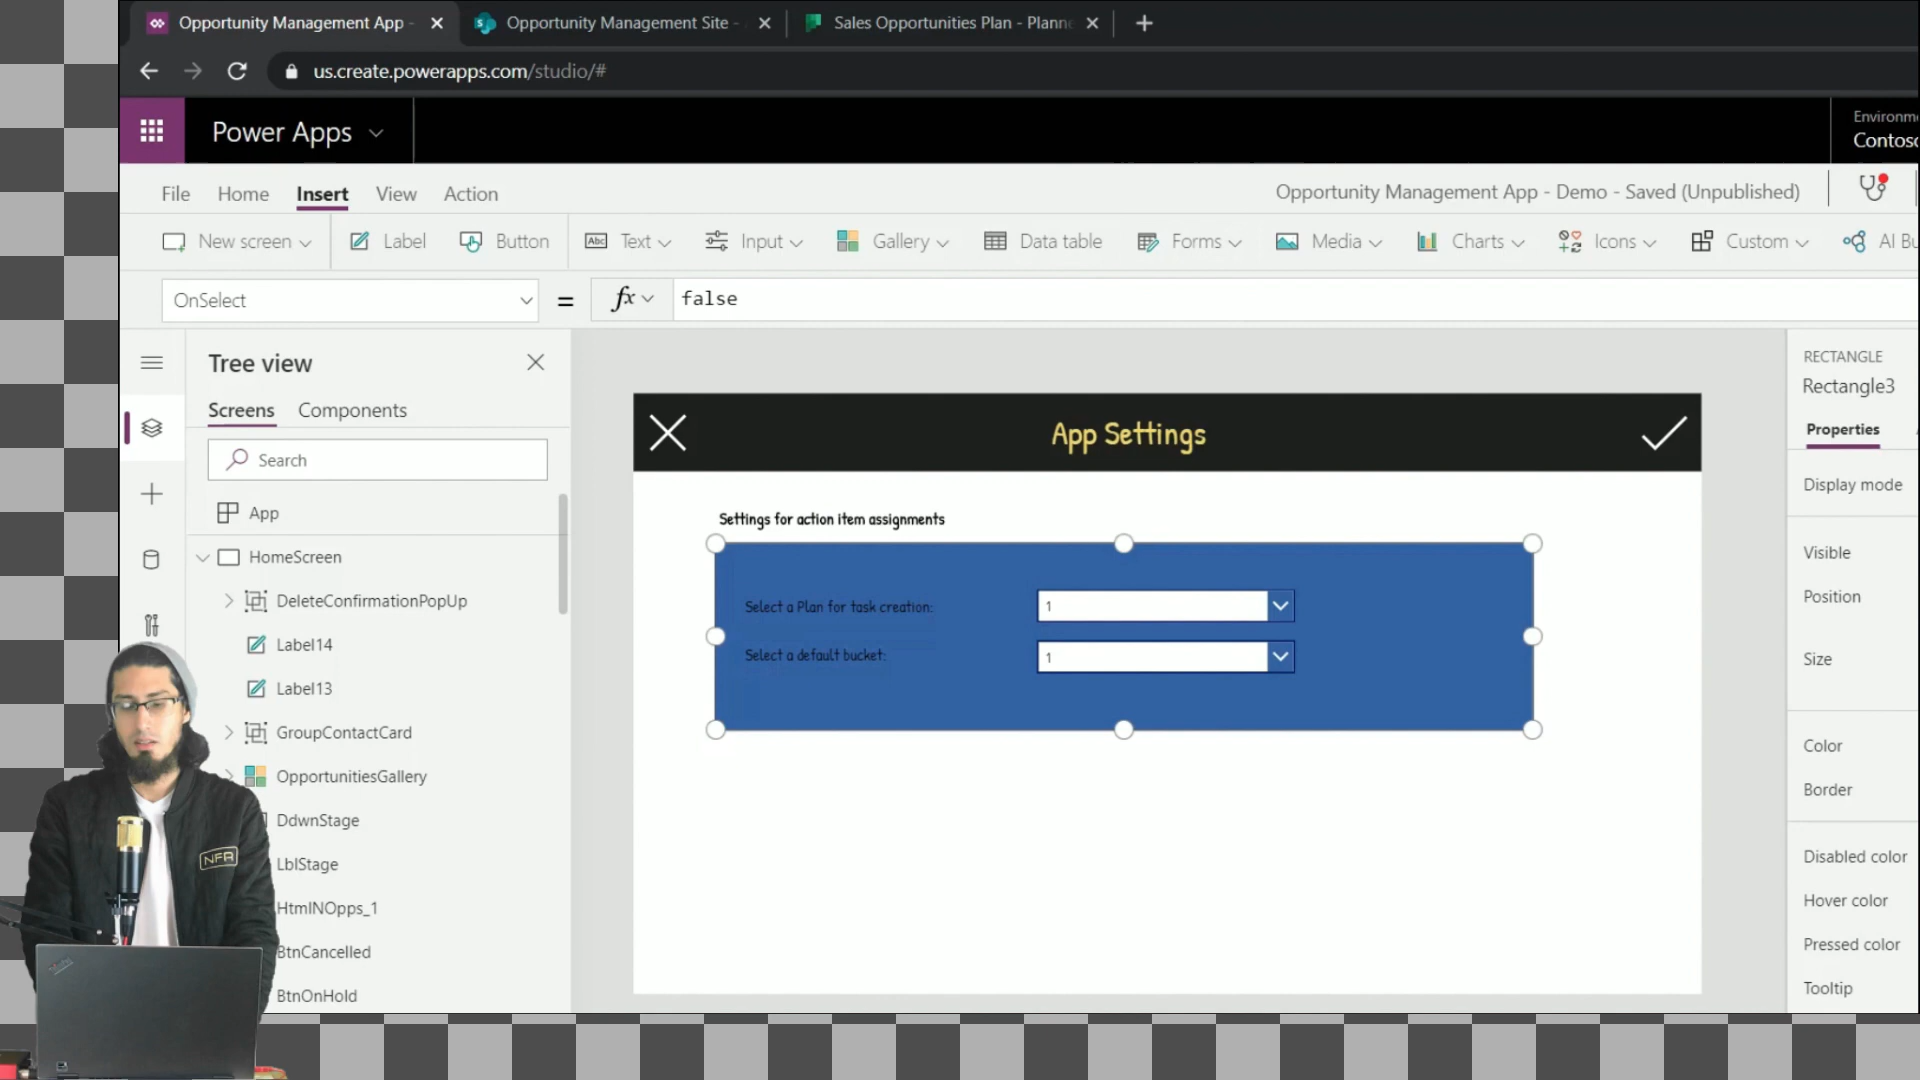 Opportunity Management App -
Opportunity Management Site -
Sales Opportunities Plan - Plann
us.create.powerapps.com/studio/#
Power Apps
Environm
Contoso
File Home Insert View Action
Opportunity Management App - Demo - Saved (Unpublished)
New screen Label Button Text Input Gallery Data table Forms Media Charts Icons Custom AI Bu
OnSelect = fx false
Tree view
Screens Components
Search
App
HomeScreen
DeleteConfirmationPopUp
Label14
Label13
GroupContactCard
OpportunitiesGallery
DdwnStage
LblStage
HtmlNOpps_1
BtnCancelled
BtnOnHold
App Settings
Settings for action item assignments
Select a Plan for task creation: 1
Select a default bucket: 1
RECTANGLE
Rectangle3
Properties
Display mode
Visible
Position
Size
Color
Border
Disabled color
Hover color
Pressed color
Tooltip
NFA
ThinkPad